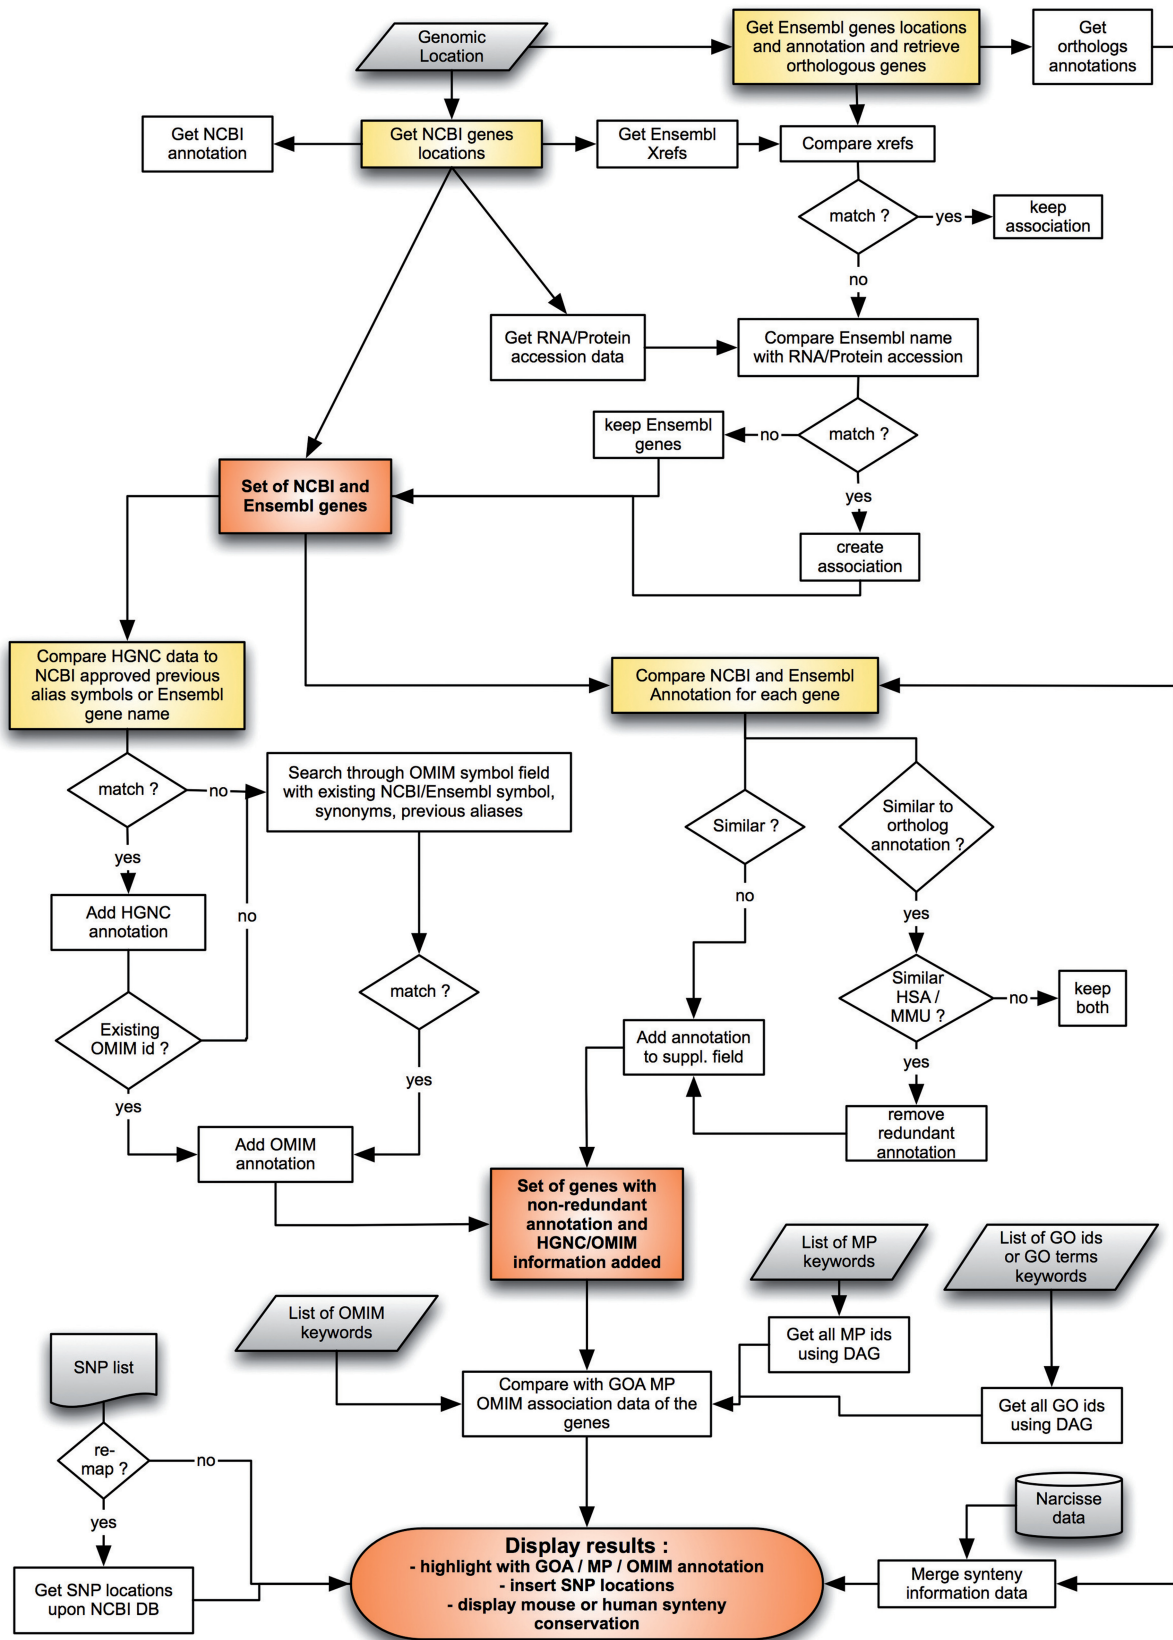 Genomic
Location
Get Ensembl genes locations
and annotation and retrieve
orthologous genes
Get
orthologs
annotations
Get NCBI
annotation
Get NCBI genes
locations
Get Ensembl
Xrefs
Compare xrefs
match ?
yes
keep
association
no
Get RNA/Protein
accession data
Compare Ensembl name
with RNA/Protein accession
keep Ensembl
genes
no
match ?
yes
Set of NCBI and
Ensembl genes
create
association
Compare HGNC data to
NCBI approved previous
alias symbols or Ensembl
gene name
Compare NCBI and Ensembl
Annotation for each gene
match ?
no
Search through OMIM symbol field
with existing NCBI/Ensembl symbol,
synonyms, previous aliases
Similar ?
Similar to
ortholog
annotation ?
yes
no
yes
Add HGNC
annotation
no
match ?
Similar
HSA /
MMU ?
no
keep
both
Existing
OMIM id ?
Add annotation
to suppl. field
yes
yes
yes
remove
redundant
annotation
Add OMIM
annotation
Set of genes with
non-redundant
annotation and
HGNC/OMIM
information added
List of MP
keywords
List of GO ids
or GO terms
keywords
List of OMIM
keywords
Get all MP ids
using DAG
SNP list
Compare with GOA MP
OMIM association data of the
genes
Get all GO ids
using DAG
re-
map ?
no
yes
Narcisse
data
Get SNP locations
upon NCBI DB
Display results :
- highlight with GOA / MP / OMIM annotation
- insert SNP locations
- display mouse or human synteny
conservation
Merge synteny
information data